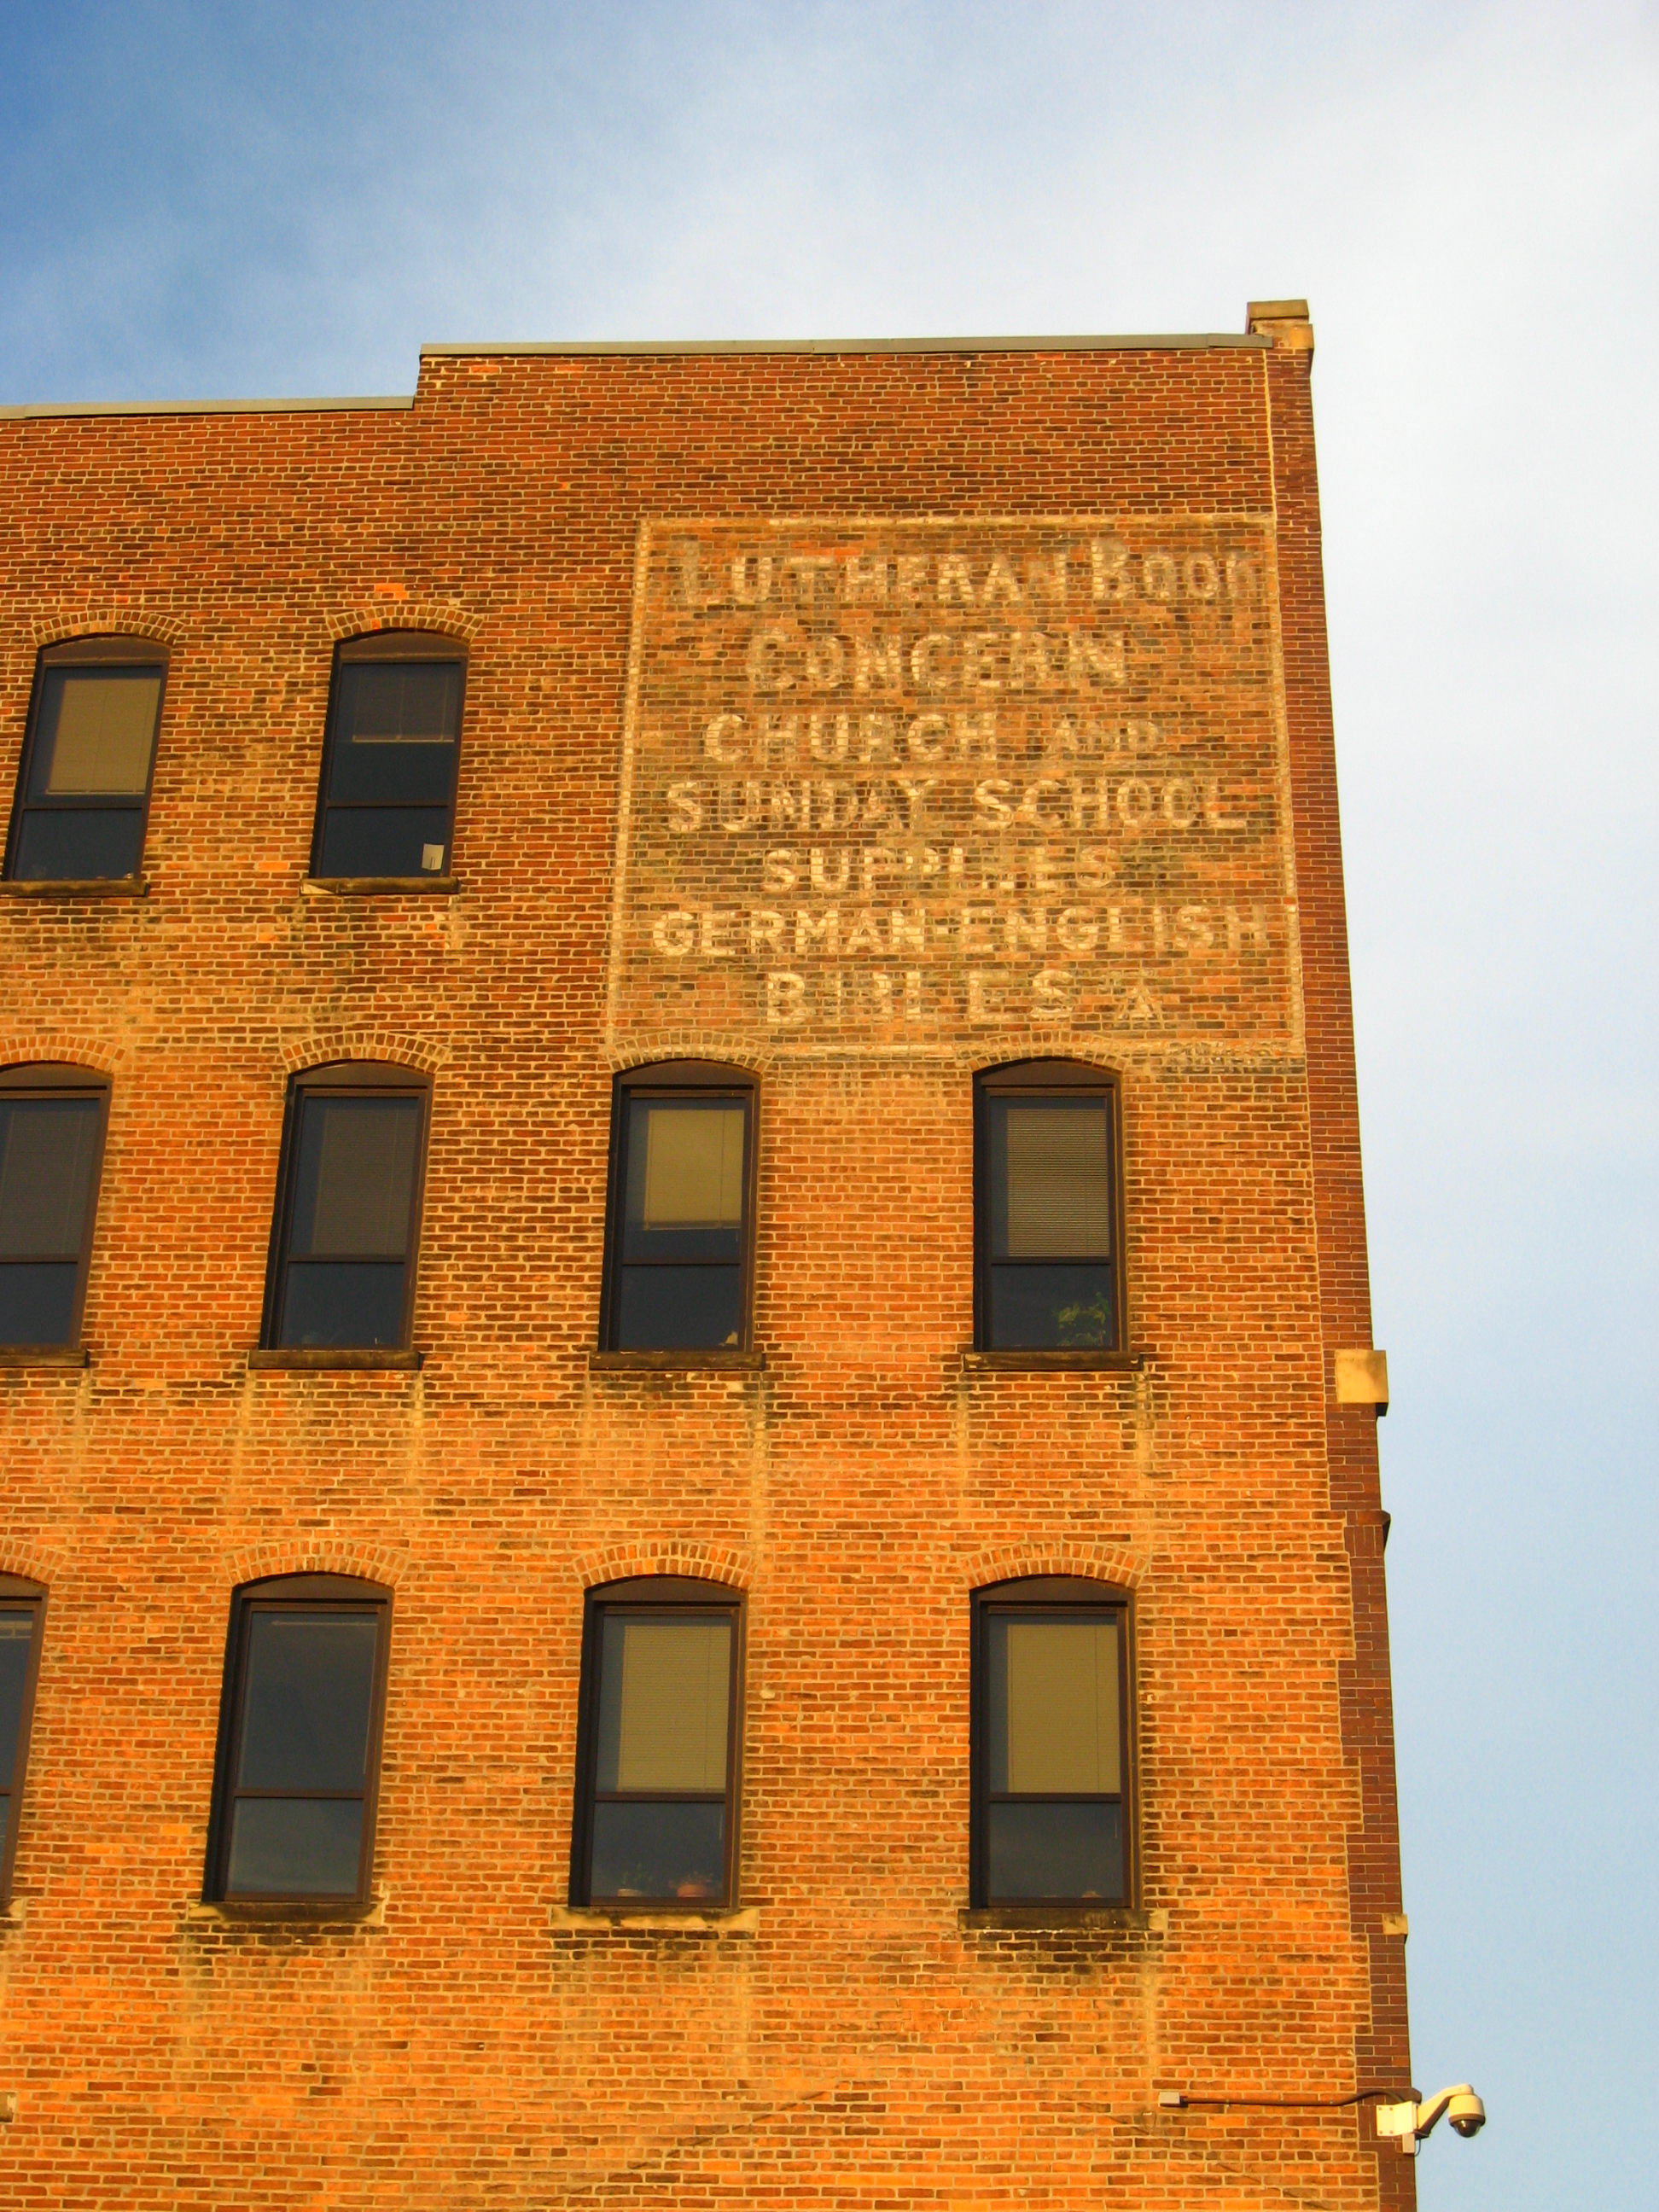 LUTHERAN BOOK
CONCERN
CHURCH AND
SUNDAY SCHOOL
SUPPLIES
GERMAN-ENGLISH
BIBLES